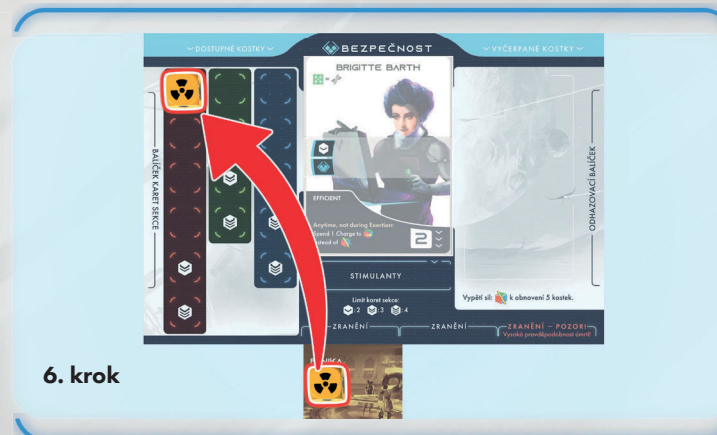 DOSTUPNÉ KOSTKY
BEZPEČNOST
VYČERPANÉ KOSTKY
BRIGITTE BARTH
BALÍČEK KARET SEKCE
ODHAZOVACÍ BALÍČEK
EFFICIENT
Anytime, not during Exertion:
Spend 1 Charge to
instead of
2
STIMULANTY
Limit karet sekce:
:2 :3 :4
Vypětí sil: k obnovení 5 kostek.
ZRANĚNÍ
ZRANĚNÍ
ZRANĚNÍ – POZOR!
Vysoká pravděpodobnost úmrtí!
6. krok